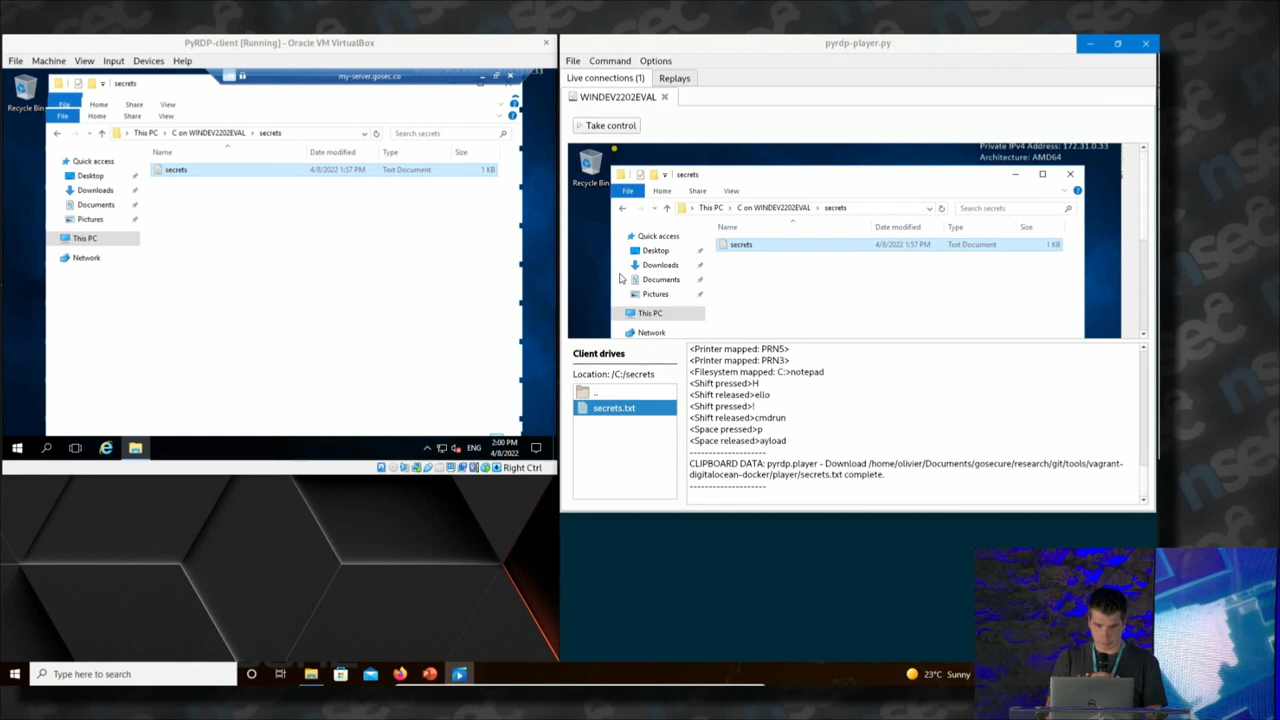 PyRDP-client [Running] - Oracle VM VirtualBox
File Machine View Input Devices Help
Recycle Bin
secrets
my-server.gosec.co
File Home Share View
File Home Share View
This PC > C on WINDEV2202EVAL > secrets
Search secrets
Name Date modified Type Size
secrets 4/8/2022 1:57 PM Text Document 1 KB
Quick access
Desktop
Downloads
Documents
Pictures
This PC
Network
ENG
2:00 PM
4/8/2022
Right Ctrl
pyrdp-player.py
File Command Options
Live connections (1) Replays
WINDEV2202EVAL
Take control
Private IPv4 Address: 172.31.0.33
Architecture: AMD64
Recycle Bin
secrets
File Home Share View
This PC > C on WINDEV2202EVAL > secrets
Search secrets
Name Date modified Type Size
secrets 4/8/2022 1:57 PM Text Document 1 KB
Quick access
Desktop
Downloads
Documents
Pictures
This PC
Network
Client drives
Location: /C:/secrets
..
secrets.txt
<Printer mapped: PRN5>
<Printer mapped: PRN3>
<Filesystem mapped: C:>notepad
<Shift pressed>H
<Shift released>ello
<Shift pressed>!
<Shift released>cmdrun
<Space pressed>p
<Space released>ayload
--------------------
CLIPBOARD DATA: pyrdp.player - Download /home/olivier/Documents/gosecure/research/git/tools/vagrant-
digitalocean-docker/player/secrets.txt complete.
--------------------
Type here to search
23°C Sunny
nsec